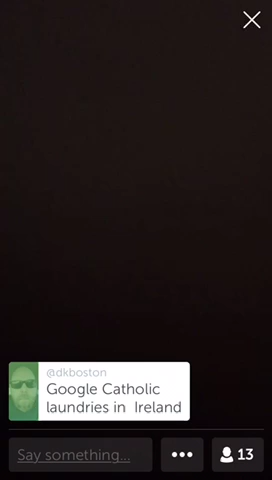 @dkboston
Google Catholic
laundries in Ireland
Say something...
13